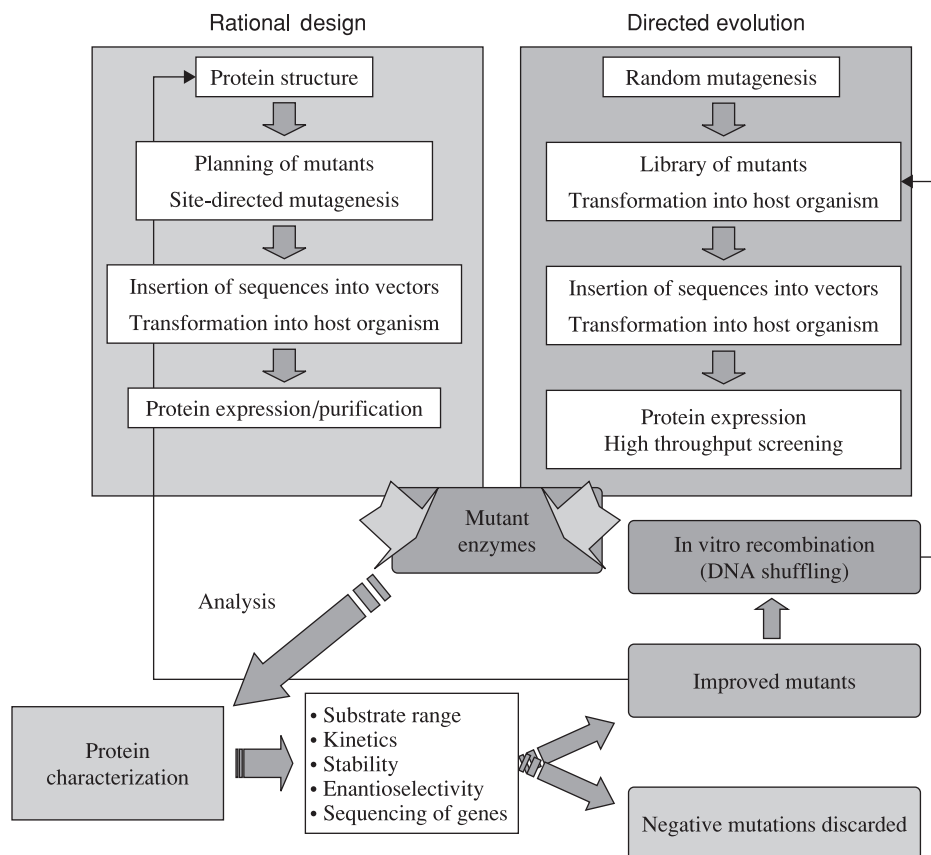 Rational design
Protein structure
Planning of mutants
Site-directed mutagenesis
Insertion of sequences into vectors
Transformation into host organism
Protein expression/purification
Directed evolution
Random mutagenesis
Library of mutants
Transformation into host organism
Insertion of sequences into vectors
Transformation into host organism
Protein expression
High throughput screening
Mutant
enzymes
In vitro recombination
(DNA shuffling)
Analysis
Improved mutants
Protein
characterization
• Substrate range
• Kinetics
• Stability
• Enantioselectivity
• Sequencing of genes
Negative mutations discarded